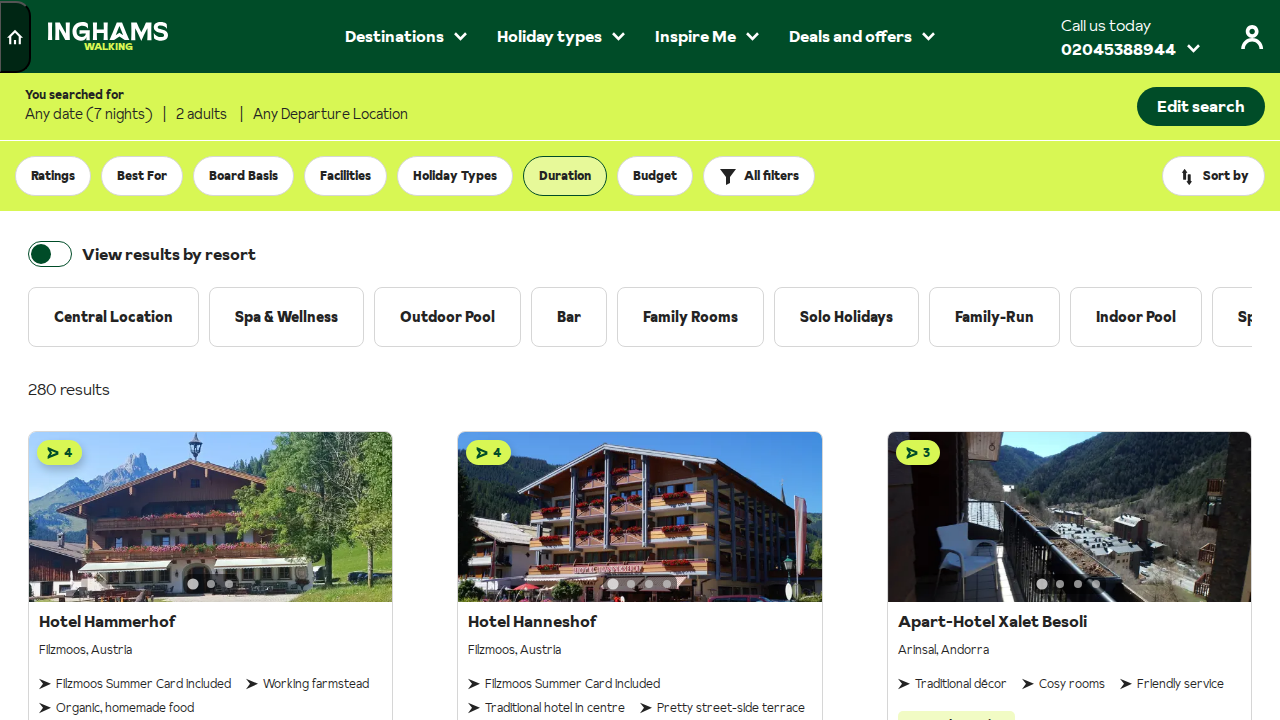 INGHAMS
WALKING
Destinations
Holiday types
Inspire Me
Deals and offers
Call us today
02045388944
You searched for
Any date (7 nights) | 2 adults | Any Departure Location
Edit search
Ratings
Best For
Board Basis
Facilities
Holiday Types
Duration
Budget
All filters
Sort by
View results by resort
Central Location
Spa & Wellness
Outdoor Pool
Bar
Family Rooms
Solo Holidays
Family-Run
Indoor Pool
280 results
4
4
3
Hotel Hammerhof
Filzmoos, Austria
Filzmoos Summer Card included
Working farmstead
Organic, homemade food
Hotel Hanneshof
Filzmoos, Austria
Filzmoos Summer Card included
Traditional hotel in centre
Pretty street-side terrace
Apart-Hotel Xalet Besoli
Arinsal, Andorra
Traditional décor
Cosy rooms
Friendly service